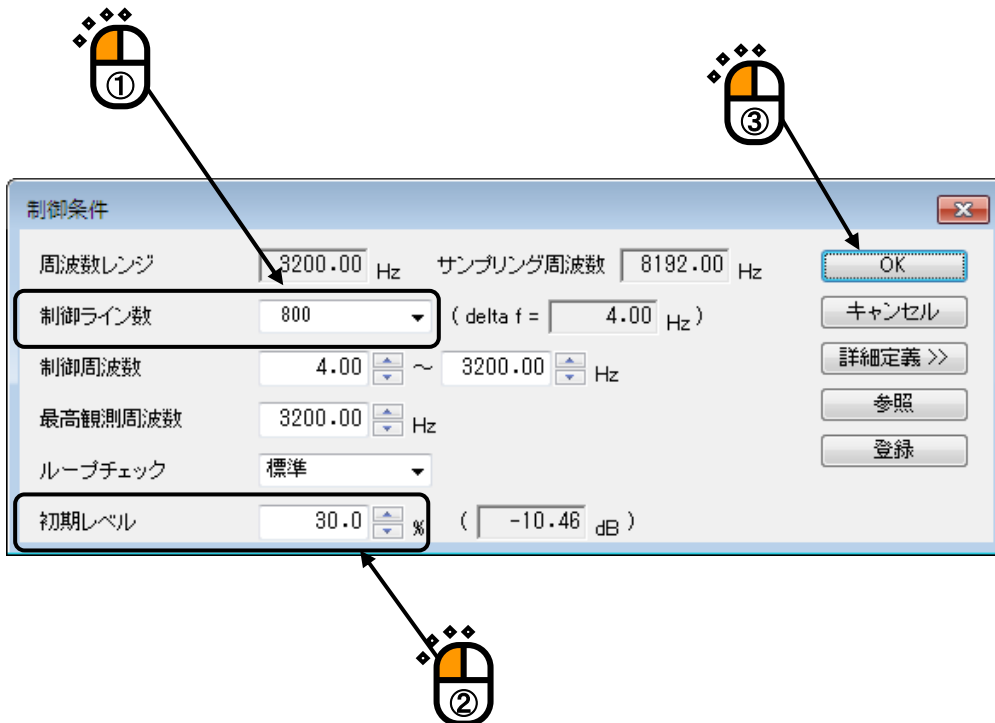 ①
③
制御条件
周波数レンジ 3200.00 Hz サンプリング周波数 8192.00 Hz OK
制御ライン数 800 ( delta f = 4.00 Hz ) キャンセル
制御周波数 4.00 ～ 3200.00 Hz 詳細定義 >>
最高観測周波数 3200.00 Hz 参照
ループチェック 標準 登録
初期レベル 30.0 % ( -10.46 dB )
②